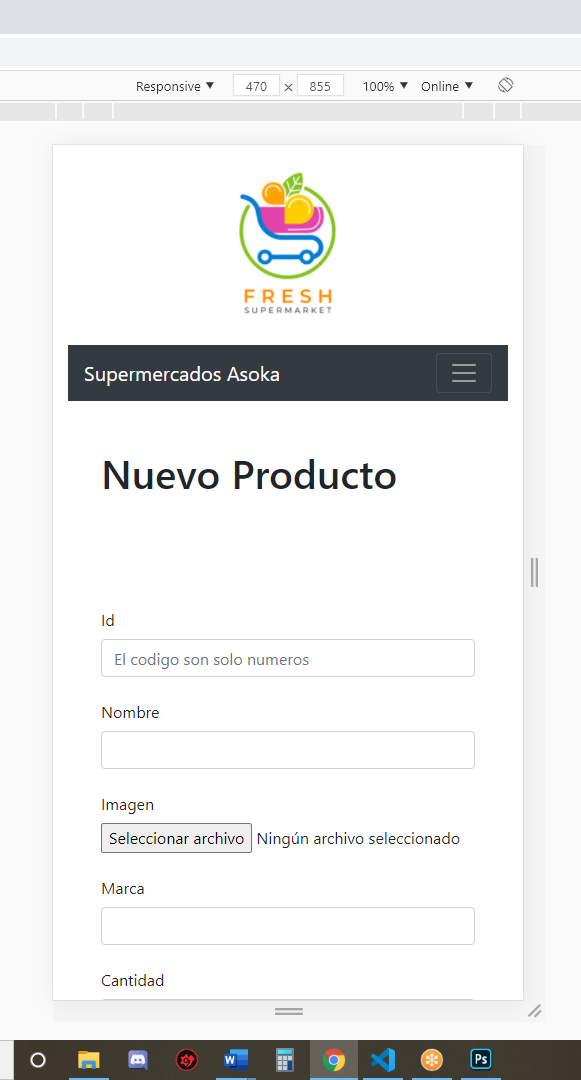 Responsive ▼ 470 × 855 100% ▼ Online ▼
FRESH
SUPERMARKET
Supermercados Asoka
Nuevo Producto
Id
El codigo son solo numeros
Nombre
Imagen
Seleccionar archivo Ningún archivo seleccionado
Marca
Cantidad
W Ps